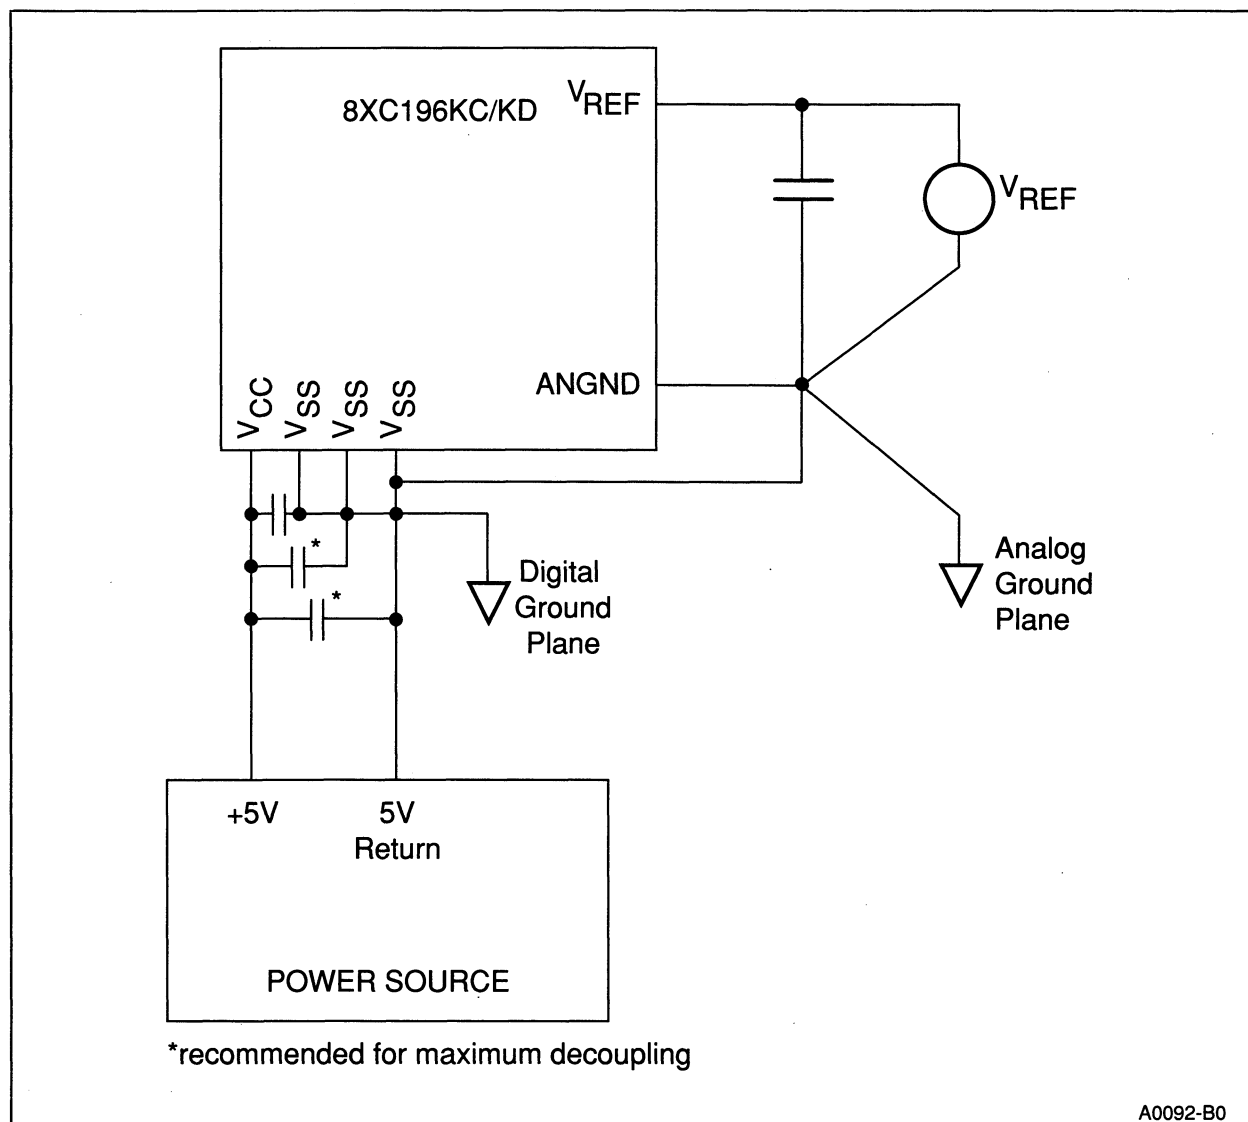 8XC196KC/KD
VREF
VREF
ANGND
VCC
VSS
VSS
VSS
*
*
Digital
Ground
Plane
Analog
Ground
Plane
+5V
5V
Return
POWER SOURCE
*recommended for maximum decoupling
A0092-B0